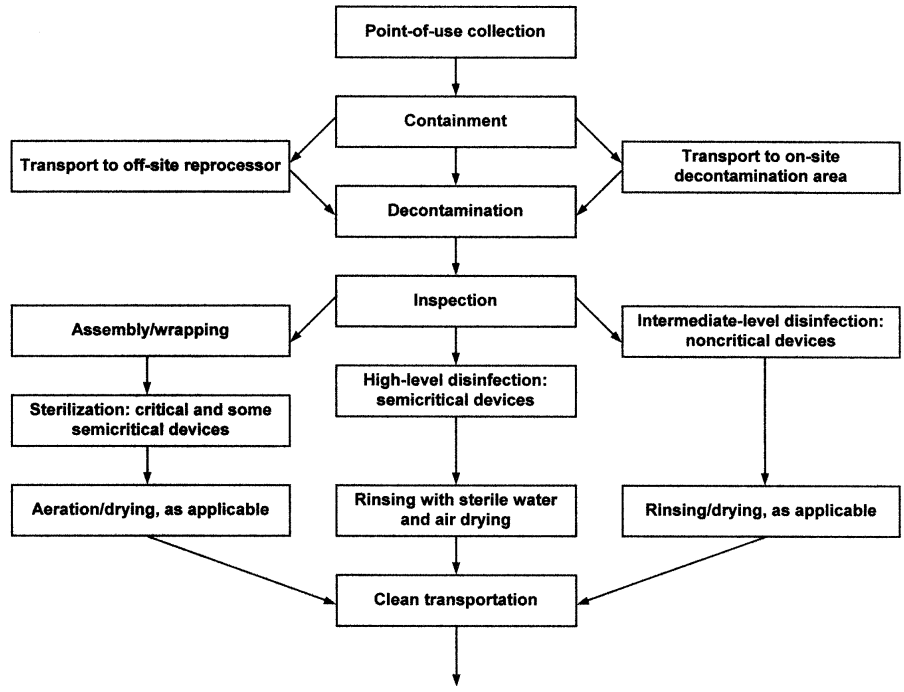 Point-of-use collection
Containment
Transport to off-site reprocessor
Transport to on-site
decontamination area
Decontamination
Inspection
Assembly/wrapping
Intermediate-level disinfection:
noncritical devices
High-level disinfection:
semicritical devices
Sterilization: critical and some
semicritical devices
Aeration/drying, as applicable
Rinsing with sterile water
and air drying
Rinsing/drying, as applicable
Clean transportation